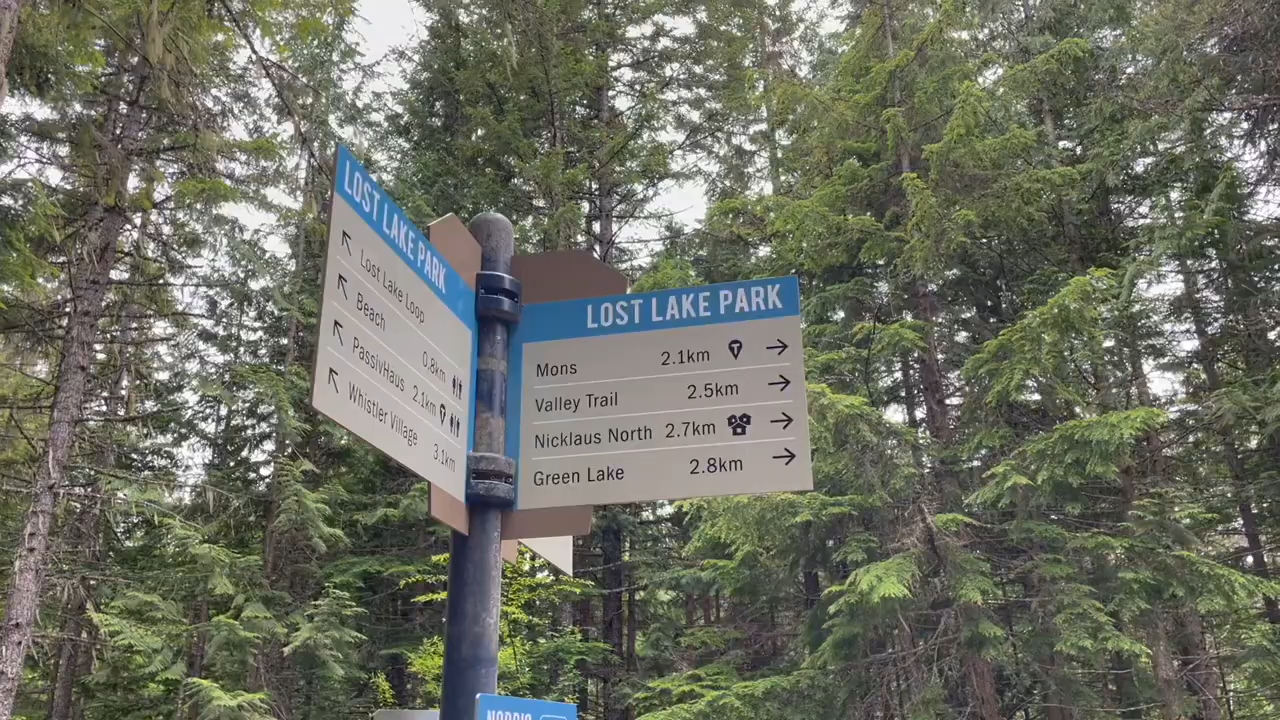 LOST LAKE PARK
Lost Lake Loop
Beach 0.8km
PassivHaus 2.1km
Whistler Village 3.1km
LOST LAKE PARK
Mons 2.1km
Valley Trail 2.5km
Nicklaus North 2.7km
Green Lake 2.8km
NORDIC